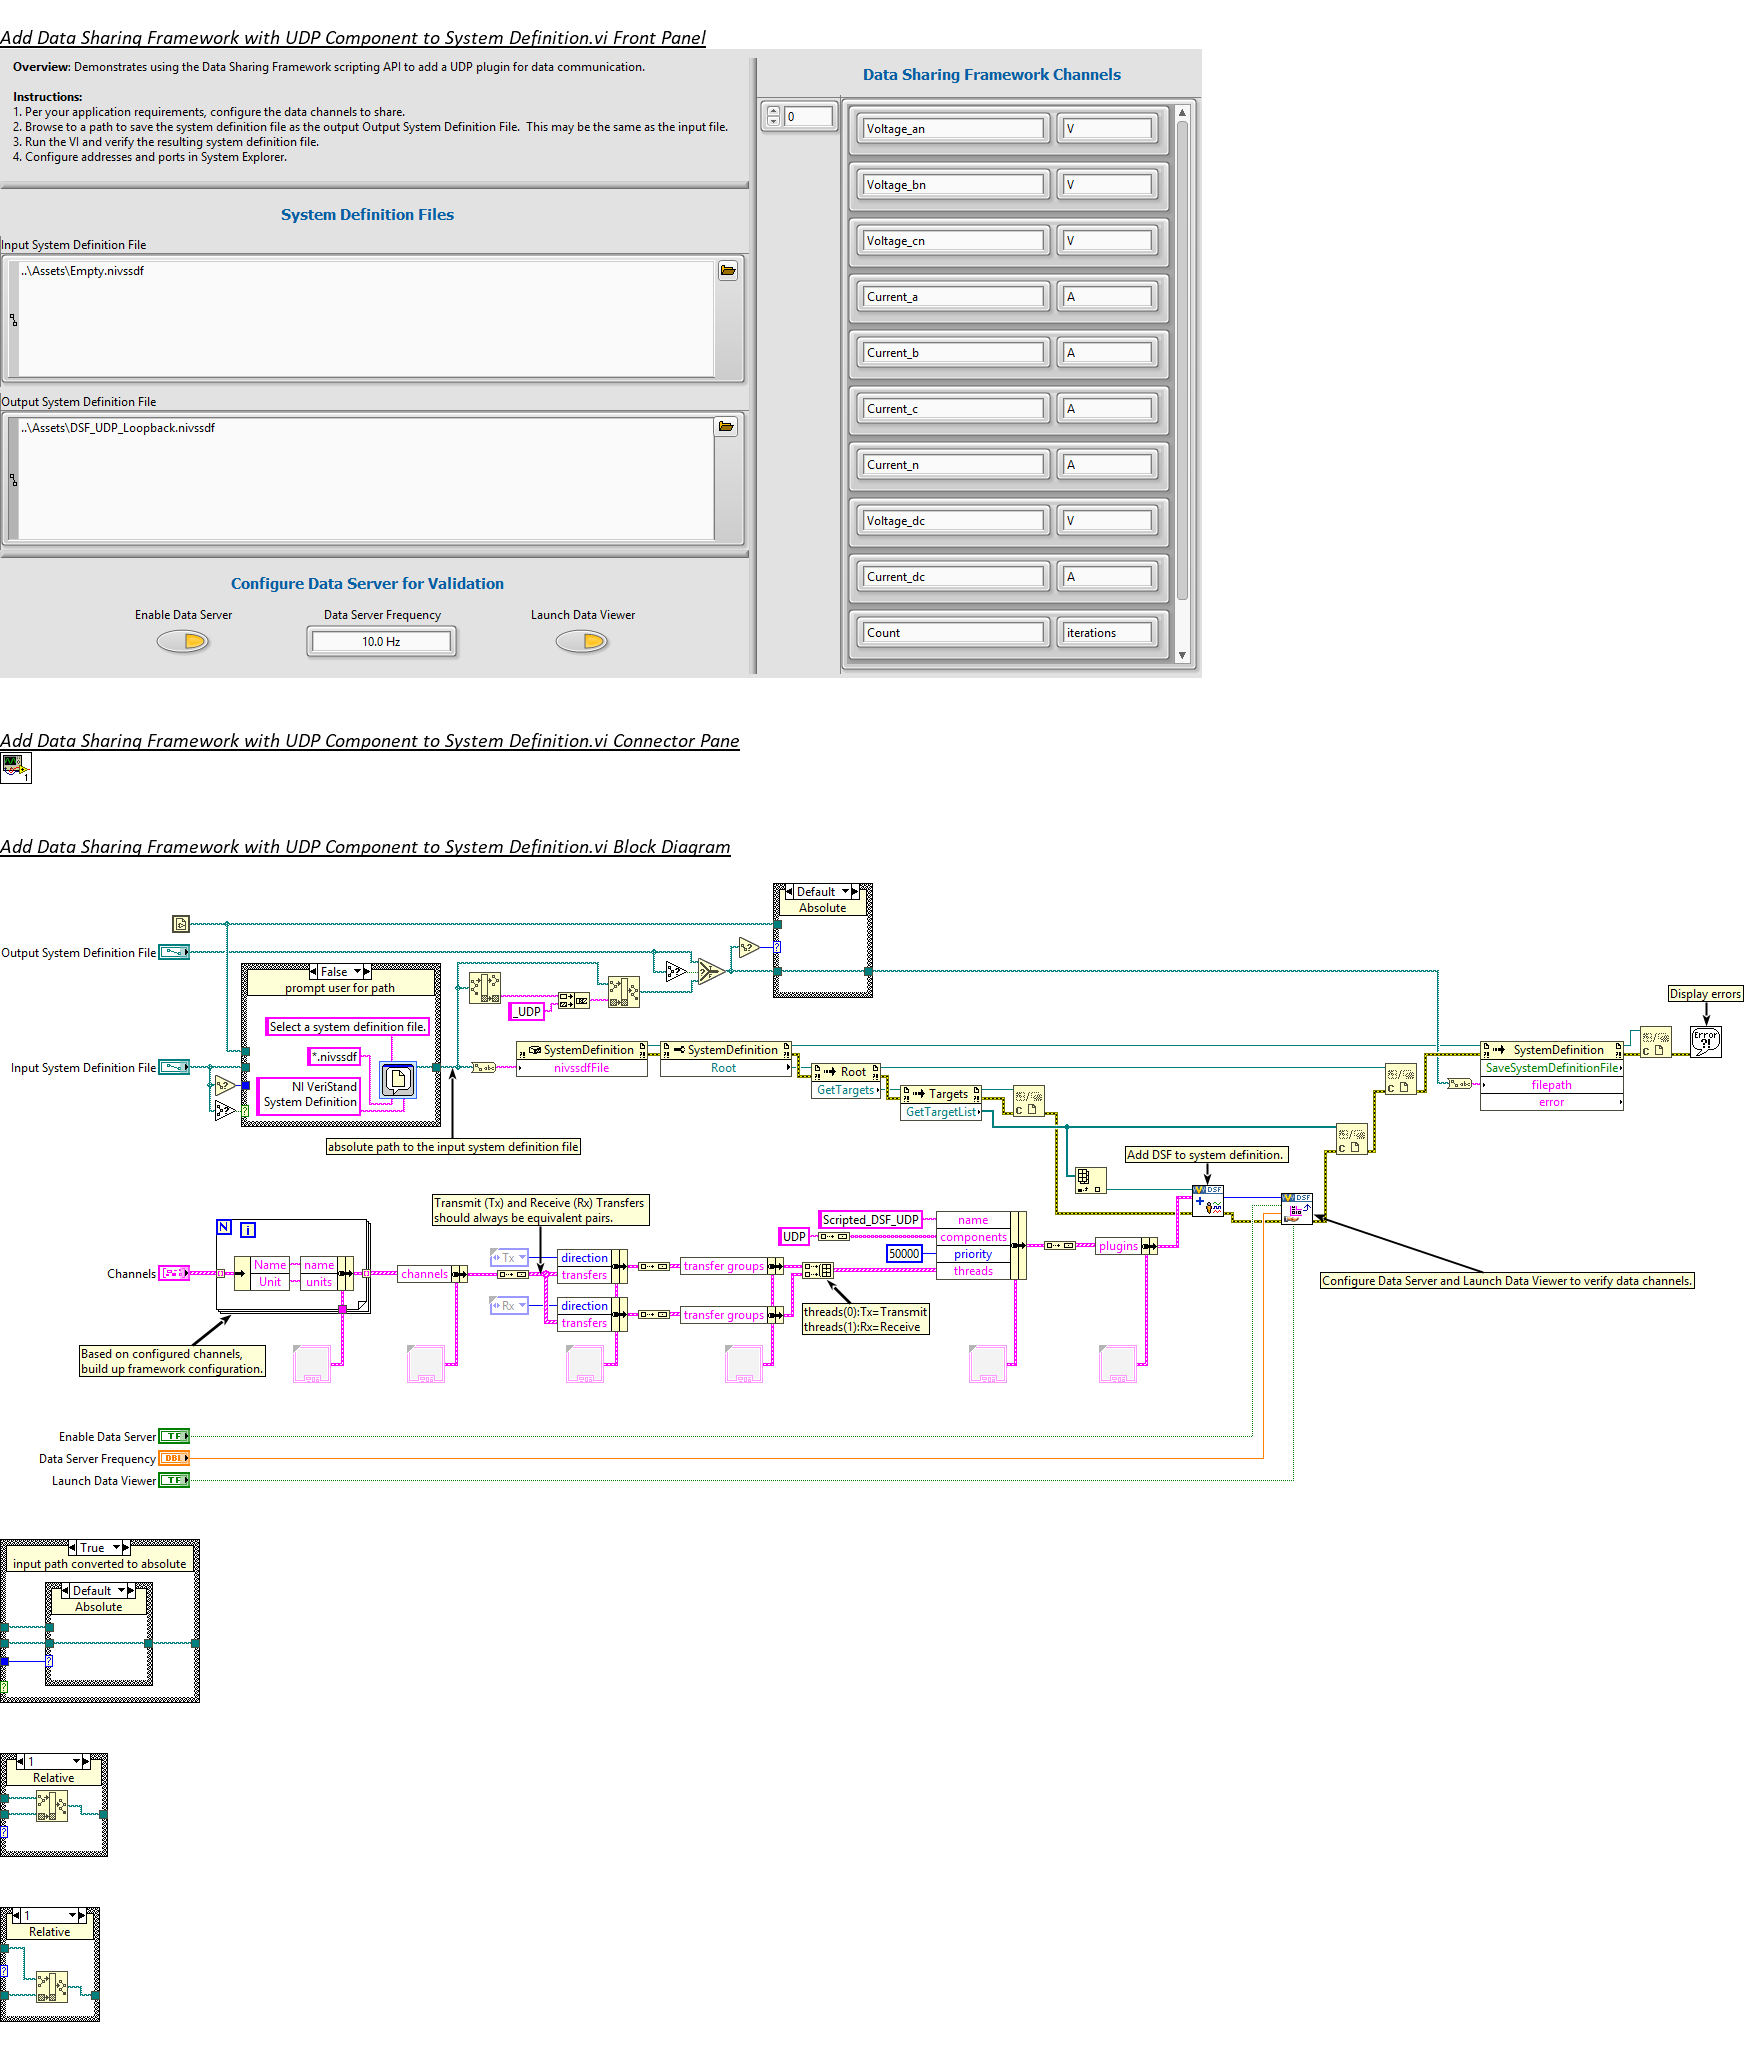 Add Data Sharing Framework with UDP Component to System Definition.vi Front Panel
Overview: Demonstrates using the Data Sharing Framework scripting API to add a UDP plugin for data communication.
Instructions:
1. Per your application requirements, configure the data channels to share.
2. Browse to a path to save the system definition file as the output Output System Definition File.  This may be the same as the input file.
3. Run the VI and verify the resulting system definition file.
4. Configure addresses and ports in System Explorer.
System Definition Files
Input System Definition File
..\Assets\Empty.nivssdf
Output System Definition File
..\Assets\DSF_UDP_Loopback.nivssdf
Configure Data Server for Validation
Enable Data Server
Data Server Frequency
Launch Data Viewer
10.0 Hz
Data Sharing Framework Channels
0
Voltage_an V
Voltage_bn V
Voltage_cn V
Current_a A
Current_b A
Current_c A
Current_n A
Voltage_dc V
Current_dc A
Count iterations
Add Data Sharing Framework with UDP Component to System Definition.vi Connector Pane
1
Add Data Sharing Framework with UDP Component to System Definition.vi Block Diagram
Default
Absolute
Output System Definition File
False
prompt user for path
Select a system definition file.
*.nivssdf
NI VeriStand
System Definition
Input System Definition File
_UDP
absolute path to the input system definition file
SystemDefinition
nivssdfFile
SystemDefinition
Root
Root
GetTargets
Targets
GetTargetList
Add DSF to system definition.
DSF
DSF
SystemDefinition
SaveSystemDefinitionFile
filepath
error
Display errors
Error
?!
Configure Data Server and Launch Data Viewer to verify data channels.
Transmit (Tx) and Receive (Rx) Transfers
should always be equivalent pairs.
N
i
Channels
Name
Unit
name
units
channels
Tx
direction
transfers
Rx
direction
transfers
transfer groups
transfer groups
UDP
Scripted_DSF_UDP
50000
name
components
priority
threads
plugins
threads(0):Tx=Transmit
threads(1):Rx=Receive
Based on configured channels,
build up framework configuration.
Enable Data Server TF
Data Server Frequency DBL
Launch Data Viewer TF
True
input path converted to absolute
Default
Absolute
1
Relative
1
Relative